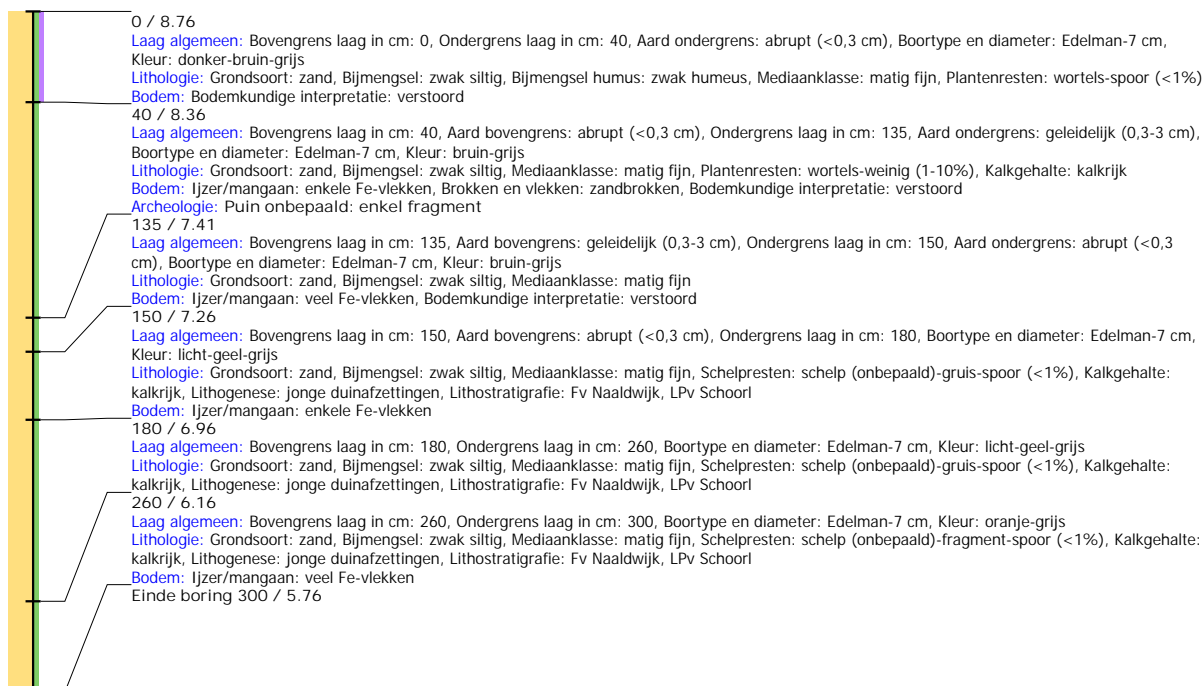 0 / 8.76
Laag algemeen: Bovengrens laag in cm: 0, Ondergrens laag in cm: 40, Aard ondergrens: abrupt (<0,3 cm), Boortype en diameter: Edelman-7 cm,
Kleur: donker-bruin-grijs
Lithologie: Grondsoort: zand, Bijmengsel: zwak siltig, Bijmengsel humus: zwak humeus, Mediaanklasse: matig fijn, Plantenresten: wortels-spoor (<1%)
Bodem: Bodemkundige interpretatie: verstoord
40 / 8.36
Laag algemeen: Bovengrens laag in cm: 40, Aard bovengrens: abrupt (<0,3 cm), Ondergrens laag in cm: 135, Aard ondergrens: geleidelijk (0,3-3 cm),
Boortype en diameter: Edelman-7 cm, Kleur: bruin-grijs
Lithologie: Grondsoort: zand, Bijmengsel: zwak siltig, Mediaanklasse: matig fijn, Plantenresten: wortels-weinig (1-10%), Kalkgehalte: kalkrijk
Bodem: Ijzer/mangaan: enkele Fe-vlekken, Brokken en vlekken: zandbrokken, Bodemkundige interpretatie: verstoord
Archeologie: Puin onbepaald: enkel fragment
135 / 7.41
Laag algemeen: Bovengrens laag in cm: 135, Aard bovengrens: geleidelijk (0,3-3 cm), Ondergrens laag in cm: 150, Aard ondergrens: abrupt (<0,3
cm), Boortype en diameter: Edelman-7 cm, Kleur: bruin-grijs
Lithologie: Grondsoort: zand, Bijmengsel: zwak siltig, Mediaanklasse: matig fijn
Bodem: Ijzer/mangaan: veel Fe-vlekken, Bodemkundige interpretatie: verstoord
150 / 7.26
Laag algemeen: Bovengrens laag in cm: 150, Aard bovengrens: abrupt (<0,3 cm), Ondergrens laag in cm: 180, Boortype en diameter: Edelman-7 cm,
Kleur: licht-geel-grijs
Lithologie: Grondsoort: zand, Bijmengsel: zwak siltig, Mediaanklasse: matig fijn, Schelpresten: schelp (onbepaald)-gruis-spoor (<1%), Kalkgehalte:
kalkrijk, Lithogenese: jonge duinafzettingen, Lithostratigrafie: Fv Naaldwijk, LPv Schoorl
Bodem: Ijzer/mangaan: enkele Fe-vlekken
180 / 6.96
Laag algemeen: Bovengrens laag in cm: 180, Ondergrens laag in cm: 260, Boortype en diameter: Edelman-7 cm, Kleur: licht-geel-grijs
Lithologie: Grondsoort: zand, Bijmengsel: zwak siltig, Mediaanklasse: matig fijn, Schelpresten: schelp (onbepaald)-gruis-spoor (<1%), Kalkgehalte:
kalkrijk, Lithogenese: jonge duinafzettingen, Lithostratigrafie: Fv Naaldwijk, LPv Schoorl
260 / 6.16
Laag algemeen: Bovengrens laag in cm: 260, Ondergrens laag in cm: 300, Boortype en diameter: Edelman-7 cm, Kleur: oranje-grijs
Lithologie: Grondsoort: zand, Bijmengsel: zwak siltig, Mediaanklasse: matig fijn, Schelpresten: schelp (onbepaald)-fragment-spoor (<1%), Kalkgehalte:
kalkrijk, Lithogenese: jonge duinafzettingen, Lithostratigrafie: Fv Naaldwijk, LPv Schoorl
Bodem: Ijzer/mangaan: veel Fe-vlekken
Einde boring 300 / 5.76